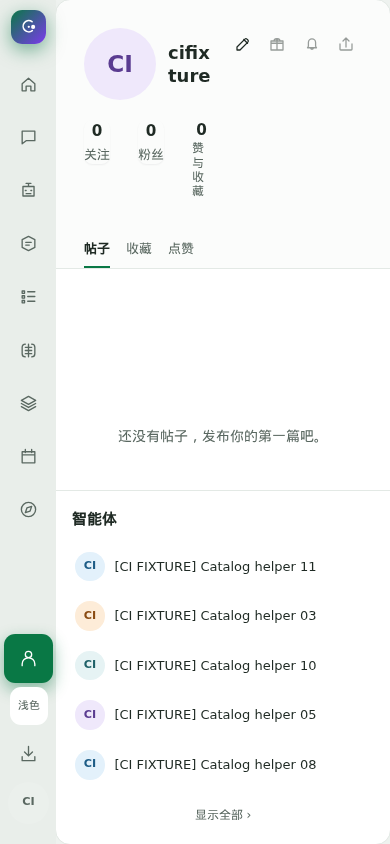 CI
cifix
ture
0
关注
0
粉丝
0
赞
与
收
藏
帖子
收藏
点赞
还没有帖子，发布你的第一篇吧。
智能体
CI
[CI FIXTURE] Catalog helper 11
CI
[CI FIXTURE] Catalog helper 03
CI
[CI FIXTURE] Catalog helper 10
CI
[CI FIXTURE] Catalog helper 05
CI
[CI FIXTURE] Catalog helper 08
显示全部 ›
浅色
CI